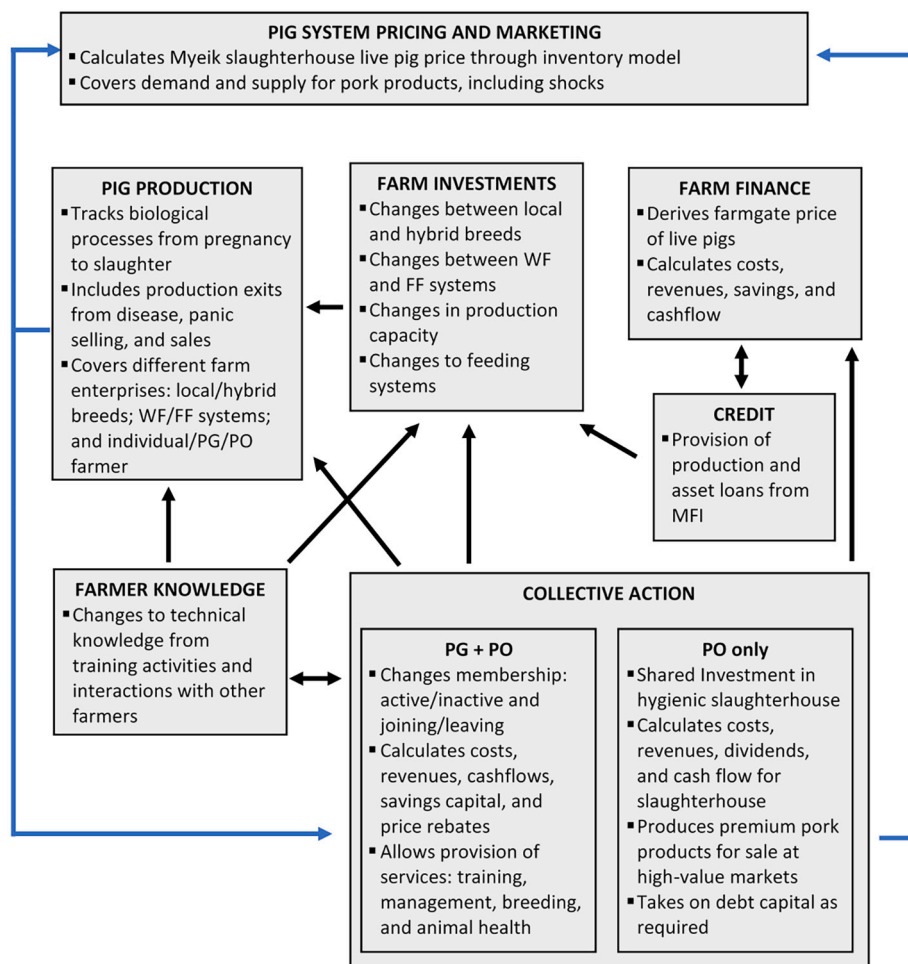 PIG SYSTEM PRICING AND MARKETING
▪ Calculates Myeik slaughterhouse live pig price through inventory model
▪ Covers demand and supply for pork products, including shocks
PIG PRODUCTION
▪ Tracks biological
processes from pregnancy
to slaughter
▪ Includes production exits
from disease, panic
selling, and sales
▪ Covers different farm
enterprises: local/hybrid
breeds; WF/FF systems;
and individual/PG/PO
farmer
FARM INVESTMENTS
▪ Changes between local
and hybrid breeds
▪ Changes between WF
and FF systems
▪ Changes in production
capacity
▪ Changes to feeding
systems
FARM FINANCE
▪ Derives farmgate price
of live pigs
▪ Calculates costs,
revenues, savings, and
cashflow
CREDIT
▪ Provision of
production and
asset loans from
MFI
FARMER KNOWLEDGE
▪ Changes to technical
knowledge from
training activities and
interactions with other
farmers
COLLECTIVE ACTION
PG + PO
▪ Changes membership:
active/inactive and
joining/leaving
▪ Calculates costs,
revenues, cashflows,
savings capital, and
price rebates
▪ Allows provision of
services: training,
management, breeding,
and animal health
PO only
▪ Shared Investment in
hygienic slaughterhouse
▪ Calculates costs,
revenues, dividends,
and cash flow for
slaughterhouse
▪ Produces premium pork
products for sale at
high-value markets
▪ Takes on debt capital as
required